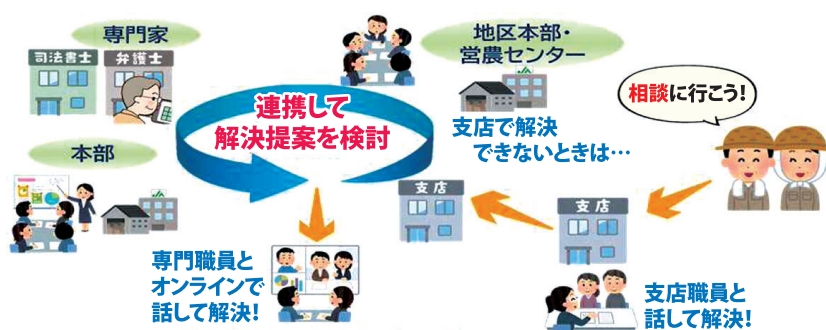 専門家
司法書士
弁護士
地区本部・
営農センター
JA
連携して
解決提案を検討
本部
JA
支店で解決
できないときは…
相談に行こう!
支店
支店
専門職員と
オンラインで
話して解決!
支店職員と
話して解決!